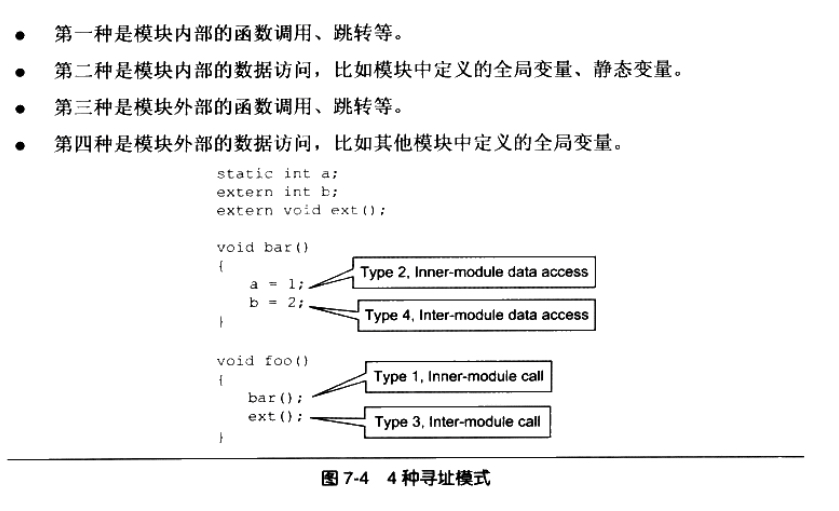 ● 第一种是模块内部的函数调用、跳转等。
● 第二种是模块内部的数据访问，比如模块中定义的全局变量、静态变量。
● 第三种是模块外部的函数调用、跳转等。
● 第四种是模块外部的数据访问，比如其他模块中定义的全局变量。
static int a;
extern int b;
extern void ext();
void bar()
{
a = 1;
Type 2, Inner-module data access
b = 2;
Type 4, Inter-module data access
}
void foo()
{
bar();
Type 1, Inner-module call
ext();
Type 3, Inter-module call
}
图 7-4 4 种寻址模式